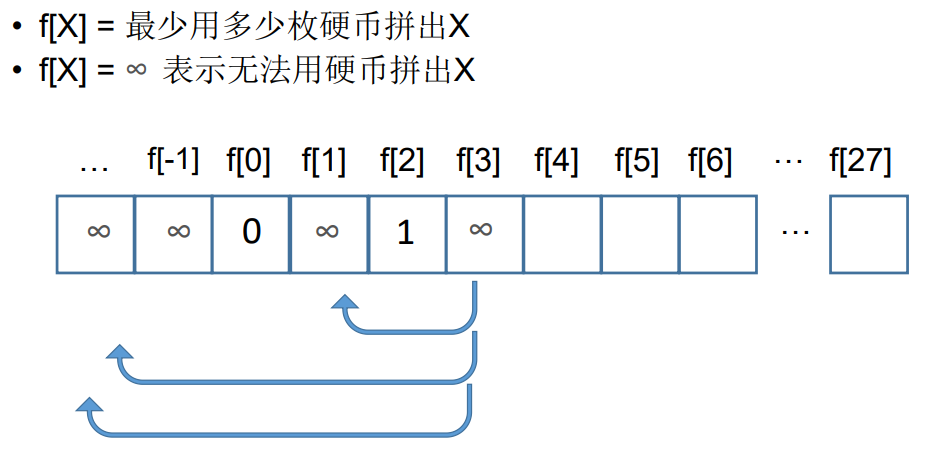 • f[X] = 最少用多少枚硬币拼出X
• f[X] = ∞ 表示无法用硬币拼出X
… f[-1] f[0] f[1] f[2] f[3] f[4] f[5] f[6] … f[27]
∞ ∞ 0 ∞ 1 ∞ …